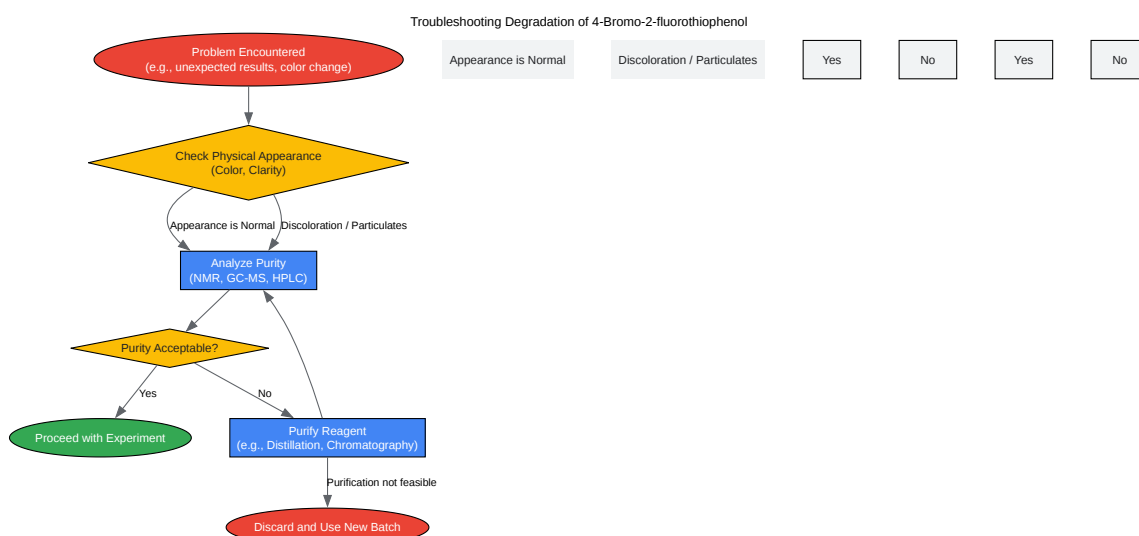 Troubleshooting Degradation of 4-Bromo-2-fluorothiophenol
Problem Encountered
(e.g., unexpected results, color change)
Appearance is Normal
Discoloration / Particulates
Yes
No
Yes
No
Check Physical Appearance
(Color, Clarity)
Appearance is Normal
Discoloration / Particulates
Analyze Purity
(NMR, GC-MS, HPLC)
Purity Acceptable?
Yes
No
Proceed with Experiment
Purify Reagent
(e.g., Distillation, Chromatography)
Purification not feasible
Discard and Use New Batch